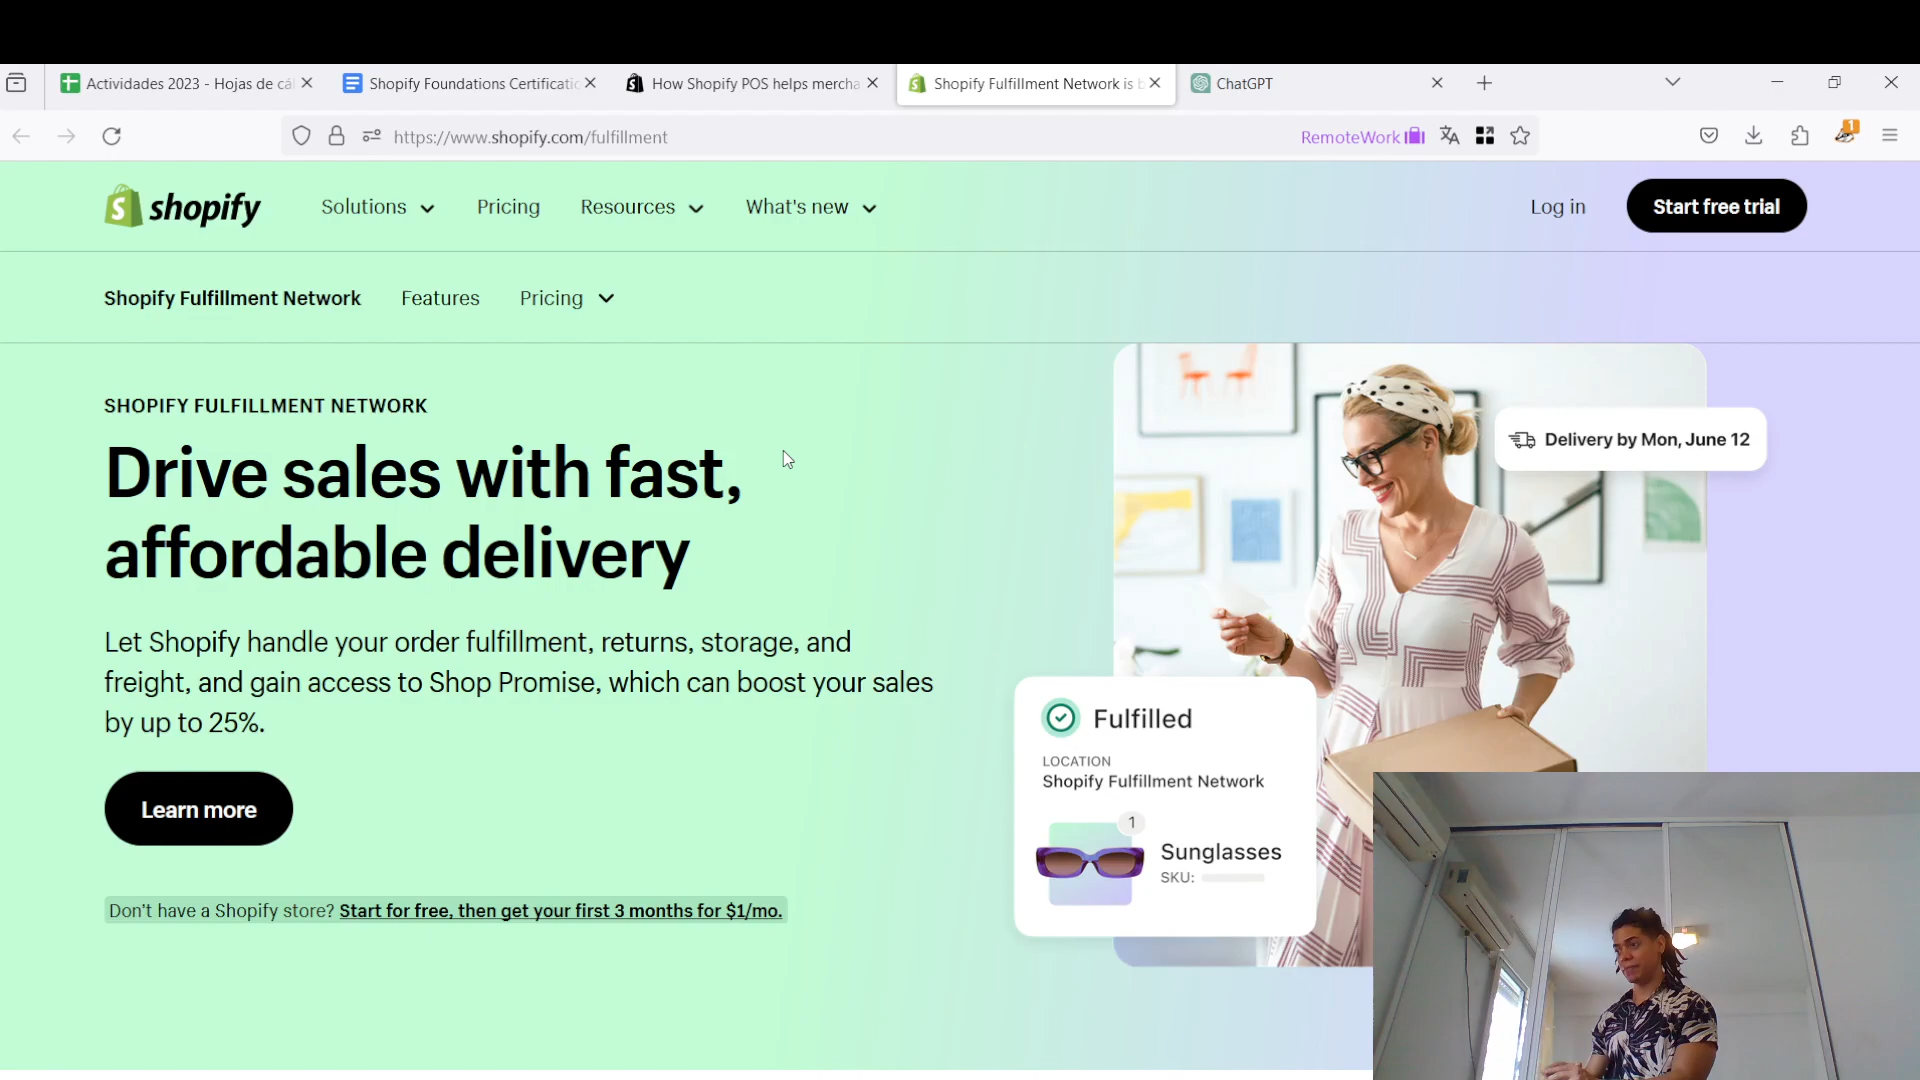 Actividades 2023 - Hojas de cál
Shopify Foundations Certificatio
How Shopify POS helps mercha
Shopify Fulfillment Network is b
ChatGPT
https://www.shopify.com/fulfillment
RemoteWork
1
shopify
Solutions
Pricing
Resources
What's new
Log in
Start free trial
Shopify Fulfillment Network
Features
Pricing
SHOPIFY FULFILLMENT NETWORK
Drive sales with fast,
affordable delivery
Let Shopify handle your order fulfillment, returns, storage, and
freight, and gain access to Shop Promise, which can boost your sales
by up to 25%.
Learn more
Don't have a Shopify store? Start for free, then get your first 3 months for $1/mo.
Delivery by Mon, June 12
Fulfilled
LOCATION
Shopify Fulfillment Network
1
Sunglasses
SKU: